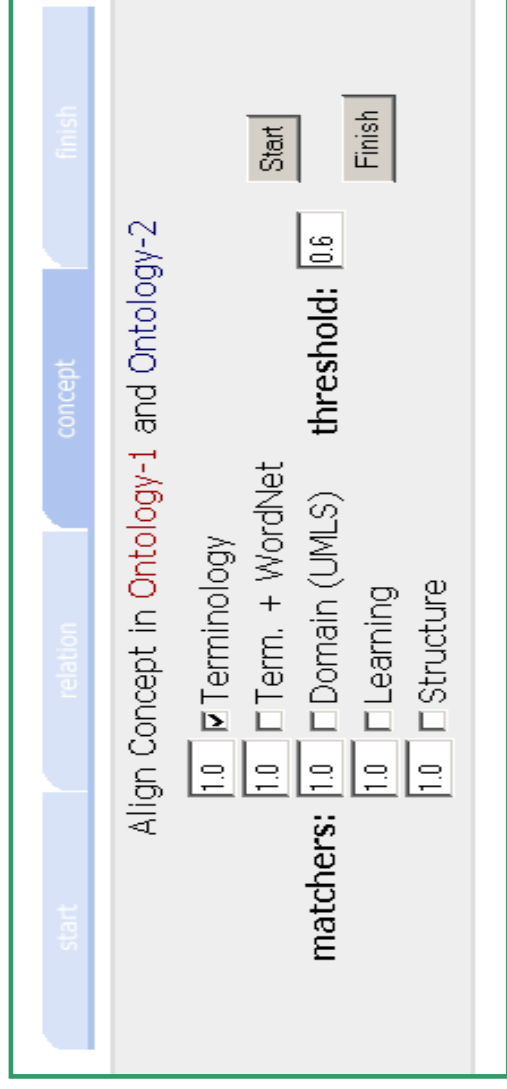 start relation concept finish
Align Concept in Ontology-1 and Ontology-2
1.0 Terminology
1.0 Term. + WordNet Start
matchers: 1.0 Domain (UMLS) threshold: 0.6
1.0 Learning Finish
1.0 Structure